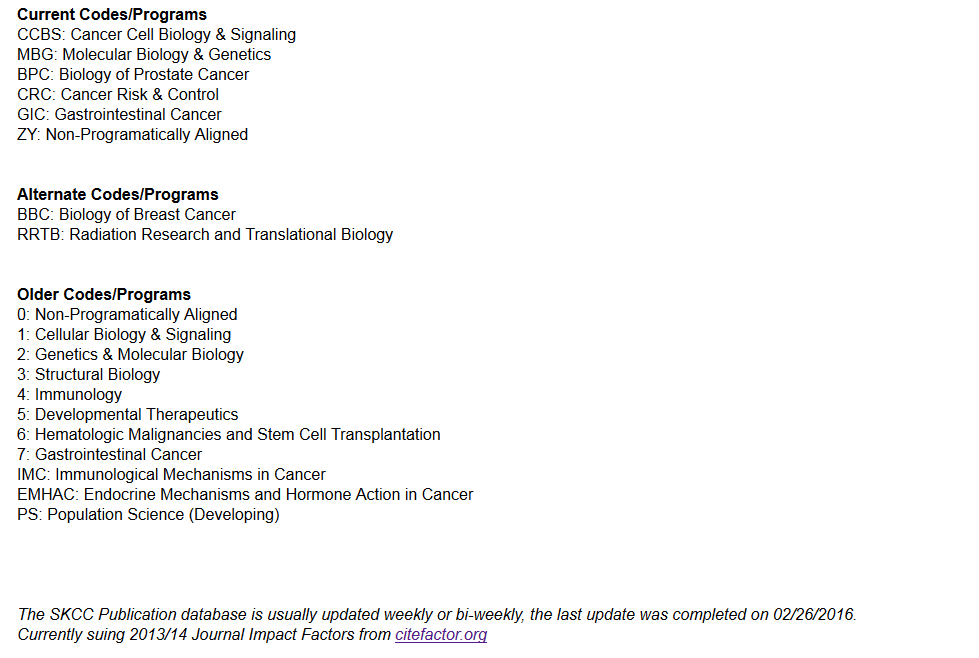 Current Codes/Programs
CCBS: Cancer Cell Biology & Signaling
MBG: Molecular Biology & Genetics
BPC: Biology of Prostate Cancer
CRC: Cancer Risk & Control
GIC: Gastrointestinal Cancer
ZY: Non-Programatically Aligned
Alternate Codes/Programs
BBC: Biology of Breast Cancer
RRTB: Radiation Research and Translational Biology
Older Codes/Programs
0: Non-Programatically Aligned
1: Cellular Biology & Signaling
2: Genetics & Molecular Biology
3: Structural Biology
4: Immunology
5: Developmental Therapeutics
6: Hematologic Malignancies and Stem Cell Transplantation
7: Gastrointestinal Cancer
IMC: Immunological Mechanisms in Cancer
EMHAC: Endocrine Mechanisms and Hormone Action in Cancer
PS: Population Science (Developing)
The SKCC Publication database is usually updated weekly or bi-weekly, the last update was completed on 02/26/2016.
Currently suing 2013/14 Journal Impact Factors from citefactor.org